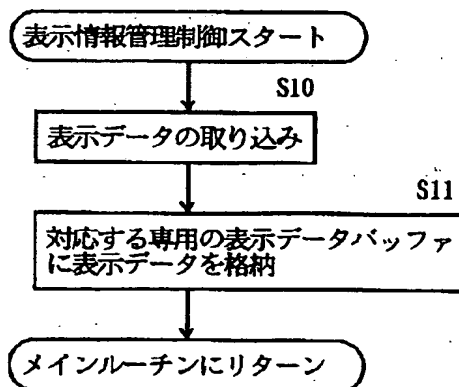 表示情報管理制御スタート
S10
表示データの取り込み
S11
対応する専用の表示データバッファ
に表示データを格納
メインルーチンにリターン